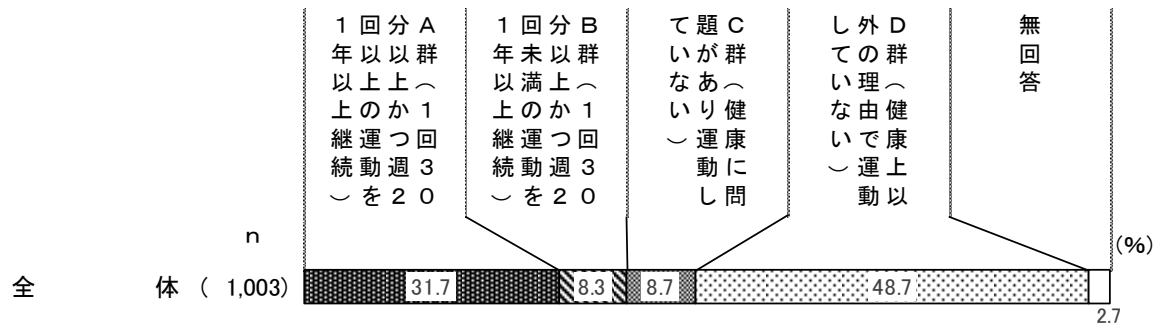 Ａ群（１回３０
分以上かつ週２
回以上の運動を
１年以上継続）
Ｂ群（１回３０
分以上かつ週２
回未満の運動を
１年以上継続）
Ｃ群（健康に問
題があり運動し
ていない）
Ｄ群（健康上以
外の理由で運動
していない）
無回答
ｎ
(%)
全体 ( 1,003) 31.7 8.3 8.7 48.7
2.7